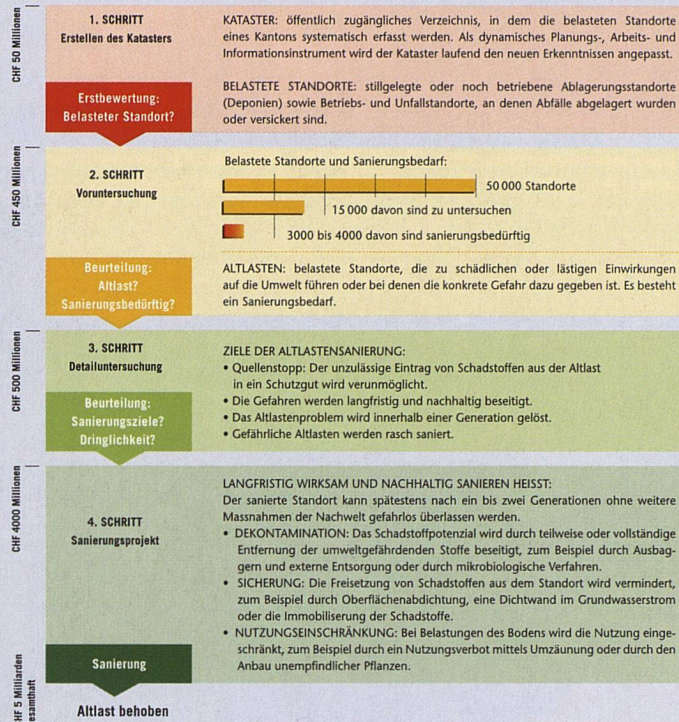 CHF 50 Millionen
1. SCHRITT
Erstellen des Katasters
Erstbewertung:
Belasteter Standort?
KATASTER: öffentlich zugängliches Verzeichnis, in dem die belasteten Standorte
eines Kantons systematisch erfasst werden. Als dynamisches Planungs-, Arbeits- und
Informationsinstrument wird der Kataster laufend den neuen Erkenntnissen angepasst.
BELASTETE STANDORTE: stillgelegte oder noch betriebene Ablagerungsstandorte
(Deponien) sowie Betriebs- und Unfallstandorte, an denen Abfälle abgelagert wurden
oder versickert sind.
CHF 450 Millionen
2. SCHRITT
Voruntersuchung
Beurteilung:
Altlast?
Sanierungsbedürftig?
Belastete Standorte und Sanierungsbedarf:
50 000 Standorte
15 000 davon sind zu untersuchen
3000 bis 4000 davon sind sanierungsbedürftig
ALTLASTEN: belastete Standorte, die zu schädlichen oder lästigen Einwirkungen
auf die Umwelt führen oder bei denen die konkrete Gefahr dazu gegeben ist. Es besteht
ein Sanierungsbedarf.
CHF 500 Millionen
3. SCHRITT
Detailuntersuchung
Beurteilung:
Sanierungsziele?
Dringlichkeit?
ZIELE DER ALTLASTENSANIERUNG:
• Quellenstopp: Der unzulässige Eintrag von Schadstoffen aus der Altlast
in ein Schutzgut wird verunmöglicht.
• Die Gefahren werden langfristig und nachhaltig beseitigt.
• Das Altlastenproblem wird innerhalb einer Generation gelöst.
• Gefährliche Altlasten werden rasch saniert.
CHF 4000 Millionen
4. SCHRITT
Sanierungsprojekt
Sanierung
LANGFRISTIG WIRKSAM UND NACHHALTIG SANIEREN HEISST:
Der sanierte Standort kann spätestens nach ein bis zwei Generationen ohne weitere
Massnahmen der Nachwelt gefahrlos überlassen werden.
• DEKONTAMINATION: Das Schadstoffpotenzial wird durch teilweise oder vollständige
Entfernung der umweltgefährdenden Stoffe beseitigt, zum Beispiel durch Ausbag-
gern und externe Entsorgung oder durch mikrobiologische Verfahren.
• SICHERUNG: Die Freisetzung von Schadstoffen aus dem Standort wird vermindert,
zum Beispiel durch Oberflächenabdichtung, eine Dichtwand im Grundwasserstrom
oder die Immobilisierung der Schadstoffe.
• NUTZUNGSEINSCHRÄNKUNG: Bei Belastungen des Bodens wird die Nutzung einge-
schränkt, zum Beispiel durch ein Nutzungsverbot mittels Umzäunung oder durch den
Anbau unempfindlicher Pflanzen.
CHF 5 Milliarden
gesamthaft
Altlast behoben